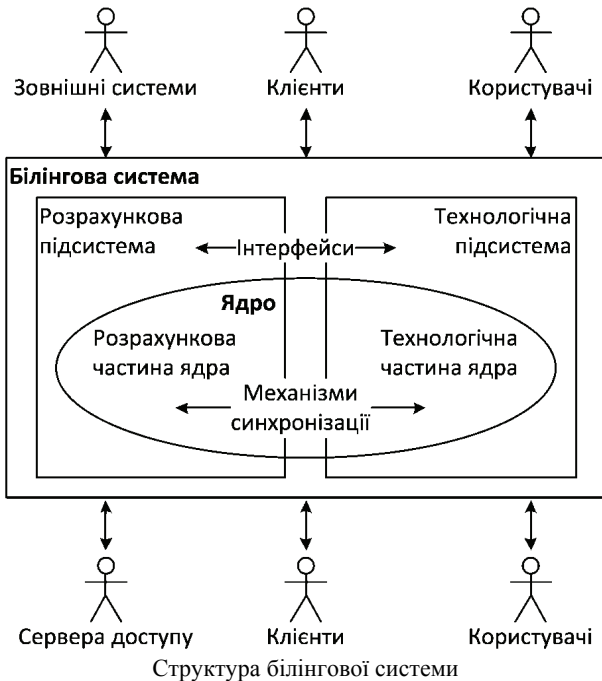 Зовнішні системи
Клієнти
Користувачі
Білінгова система
Розрахункова
підсистема
Технологічна
підсистема
Інтерфейси
Ядро
Розрахункова
частина ядра
Технологічна
частина ядра
Механізми
синхронізації
Сервера доступу
Клієнти
Користувачі
Структура білінгової системи